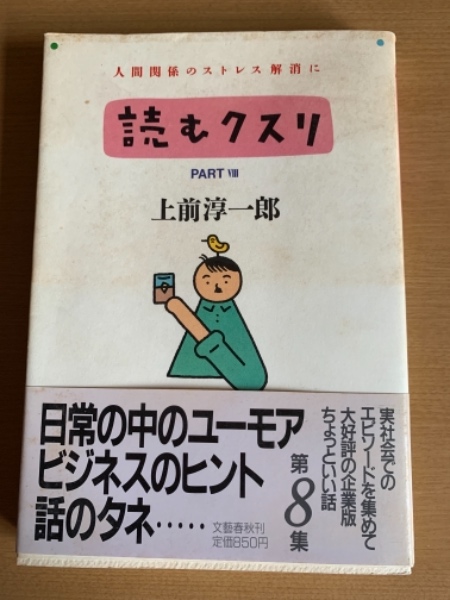 人間関係のストレス解消に
読むクスリ
PART VIII
上前淳一郎
日常の中のユーモア
ビジネスのヒント
話のタネ・・・・・
文藝春秋刊
定価850円
第8集
実社会での
エピソードを集めて
大好評の企業版
ちょっといい話